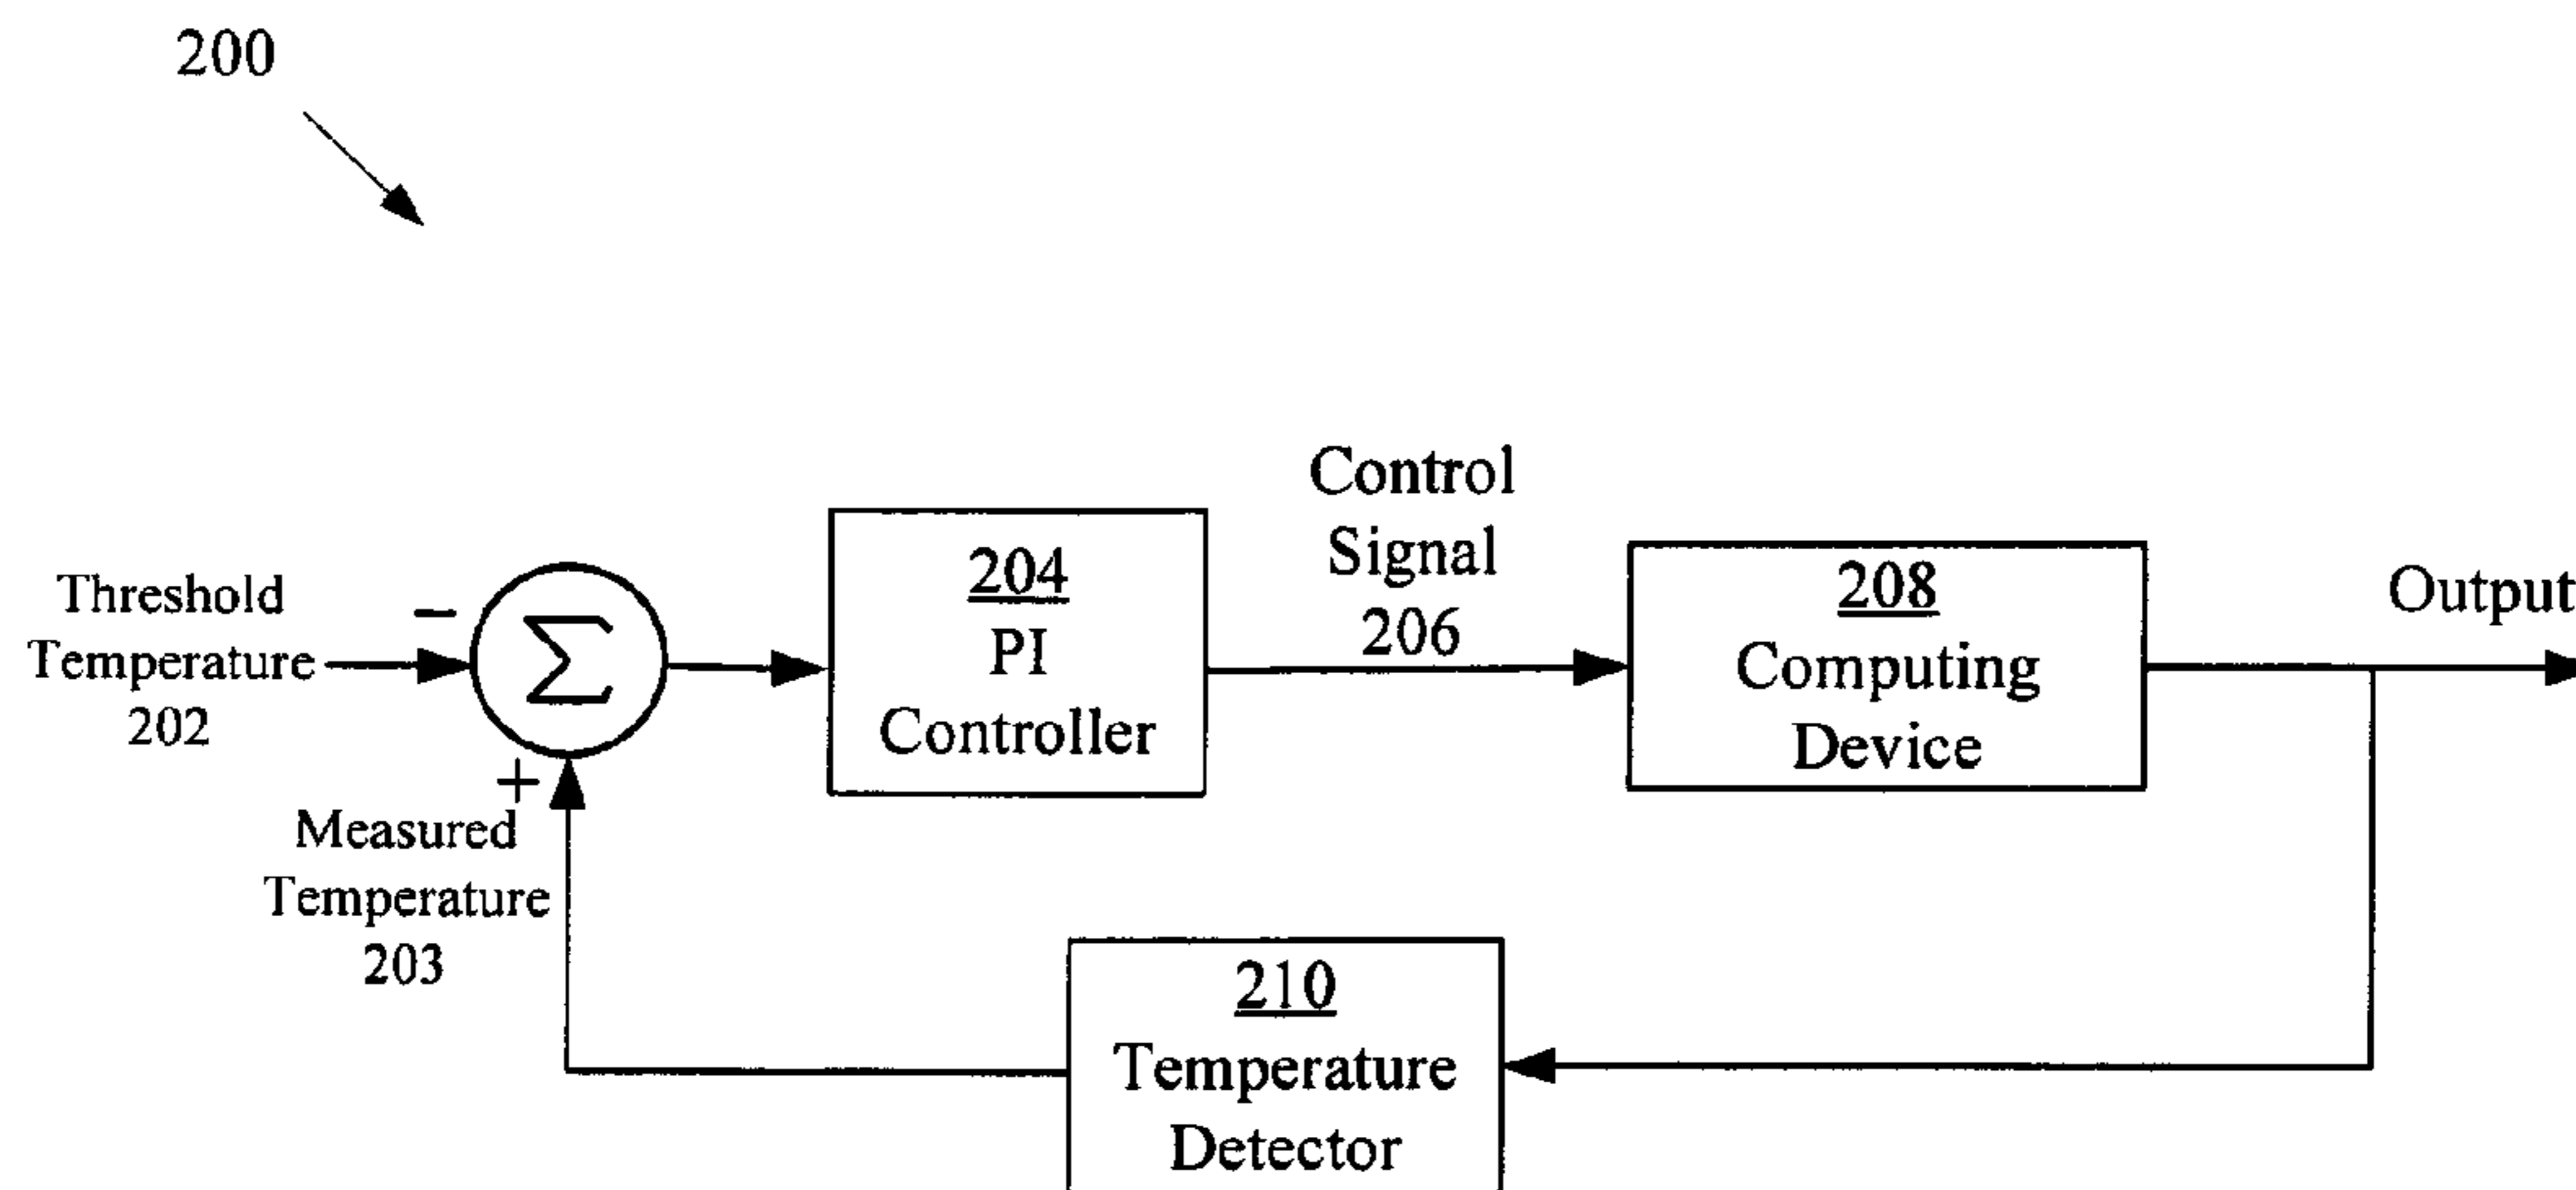 200
Threshold
Temperature
202
−
Σ
+
Measured
Temperature
203
204
PI
Controller
Control
Signal
206
208
Computing
Device
Output
210
Temperature
Detector